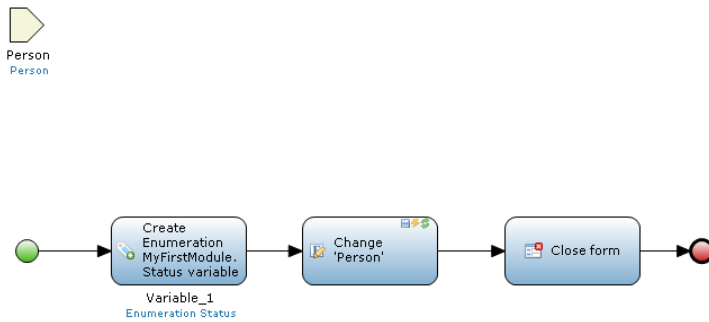 Person
Person
Create
Enumeration
MyFirstModule.
Status variable
Variable_1
Enumeration Status
Change
'Person'
Close form